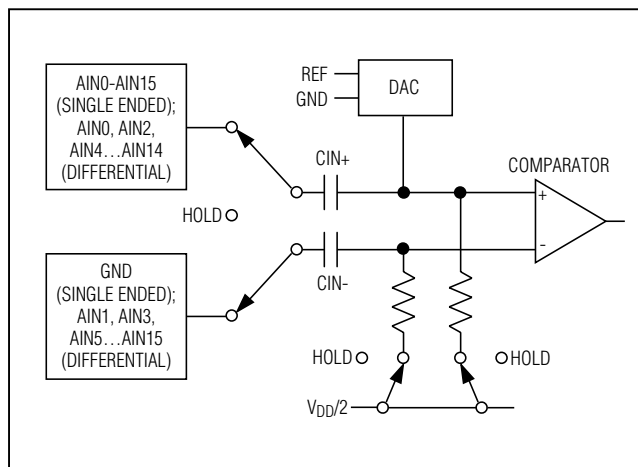 AIN0-AIN15
(SINGLE ENDED);
AIN0, AIN2,
AIN4...AIN14
(DIFFERENTIAL)
REF
GND
DAC
CIN+
COMPARATOR
HOLD
+
-
GND
(SINGLE ENDED);
AIN1, AIN3,
AIN5...AIN15
(DIFFERENTIAL)
CIN-
HOLD
HOLD
VDD/2